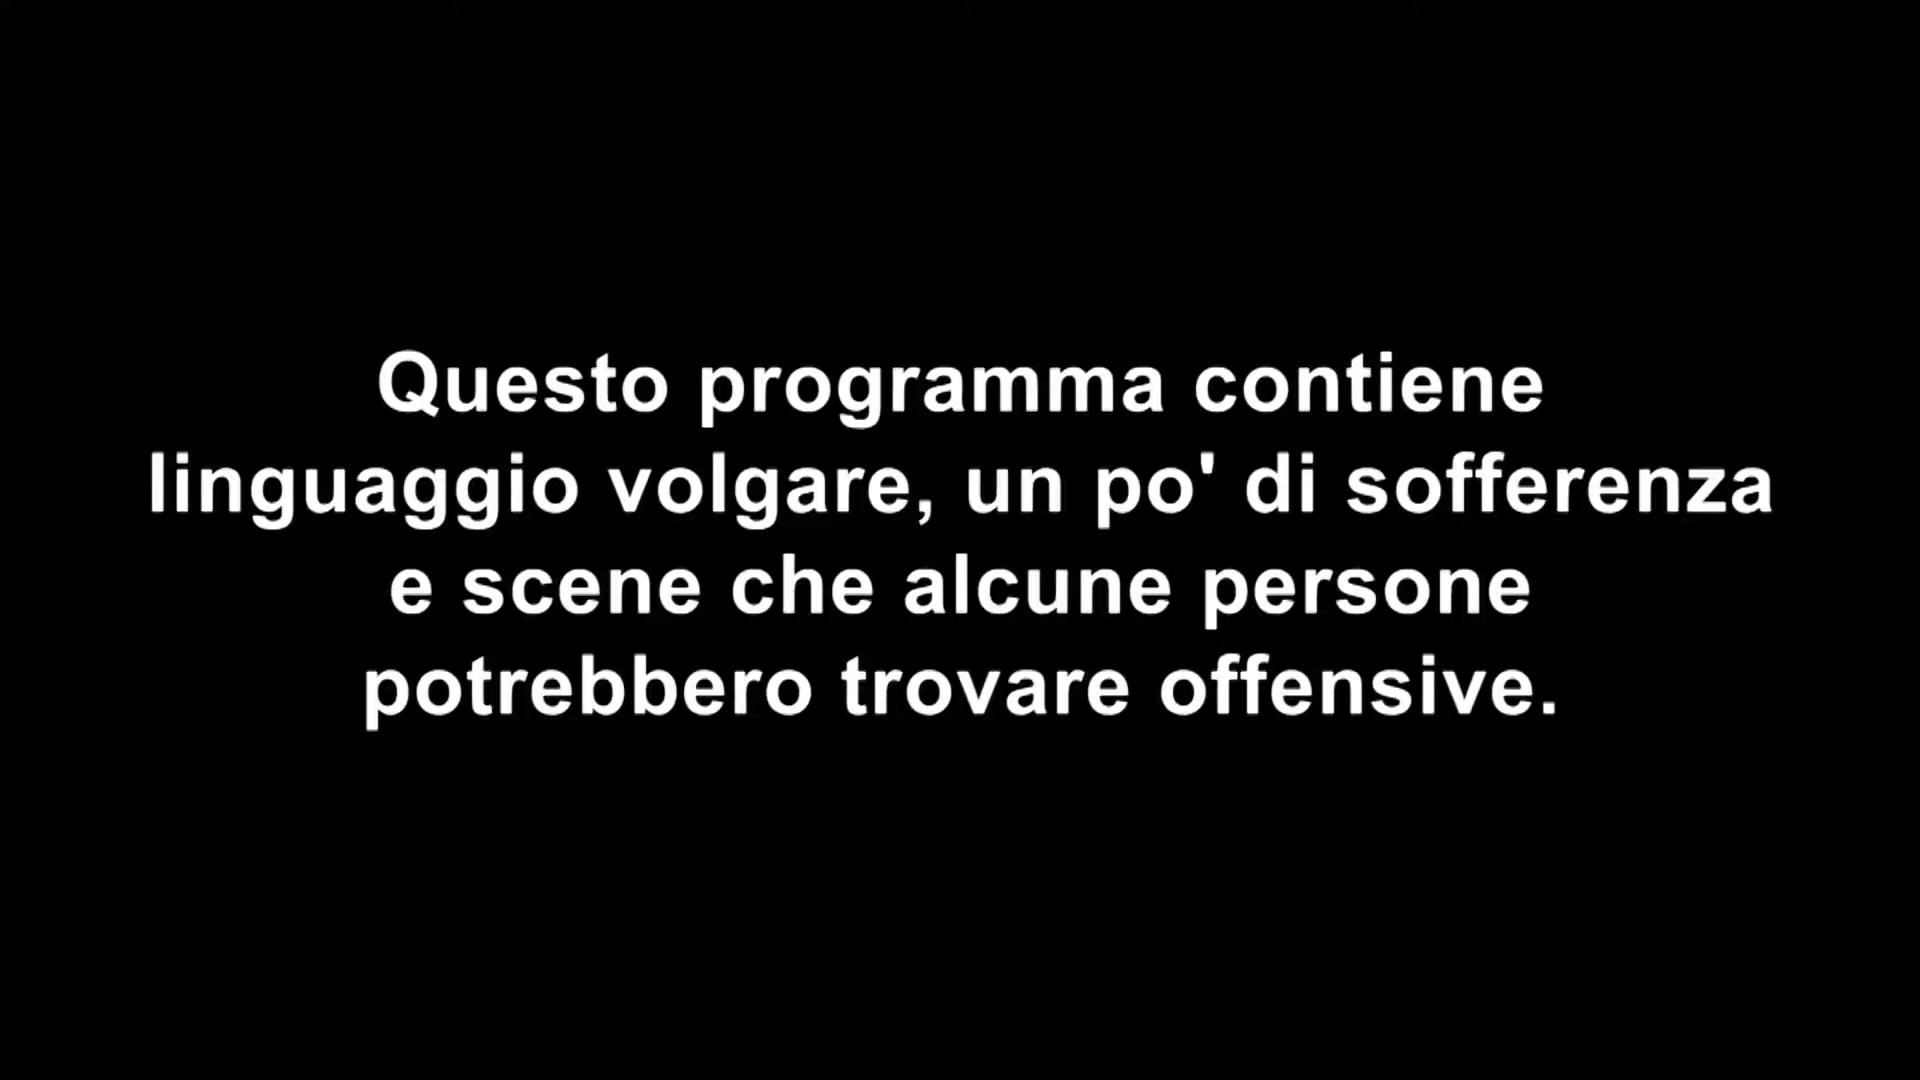 Questo programma contiene
linguaggio volgare, un po' di sofferenza
e scene che alcune persone
potrebbero trovare offensive.